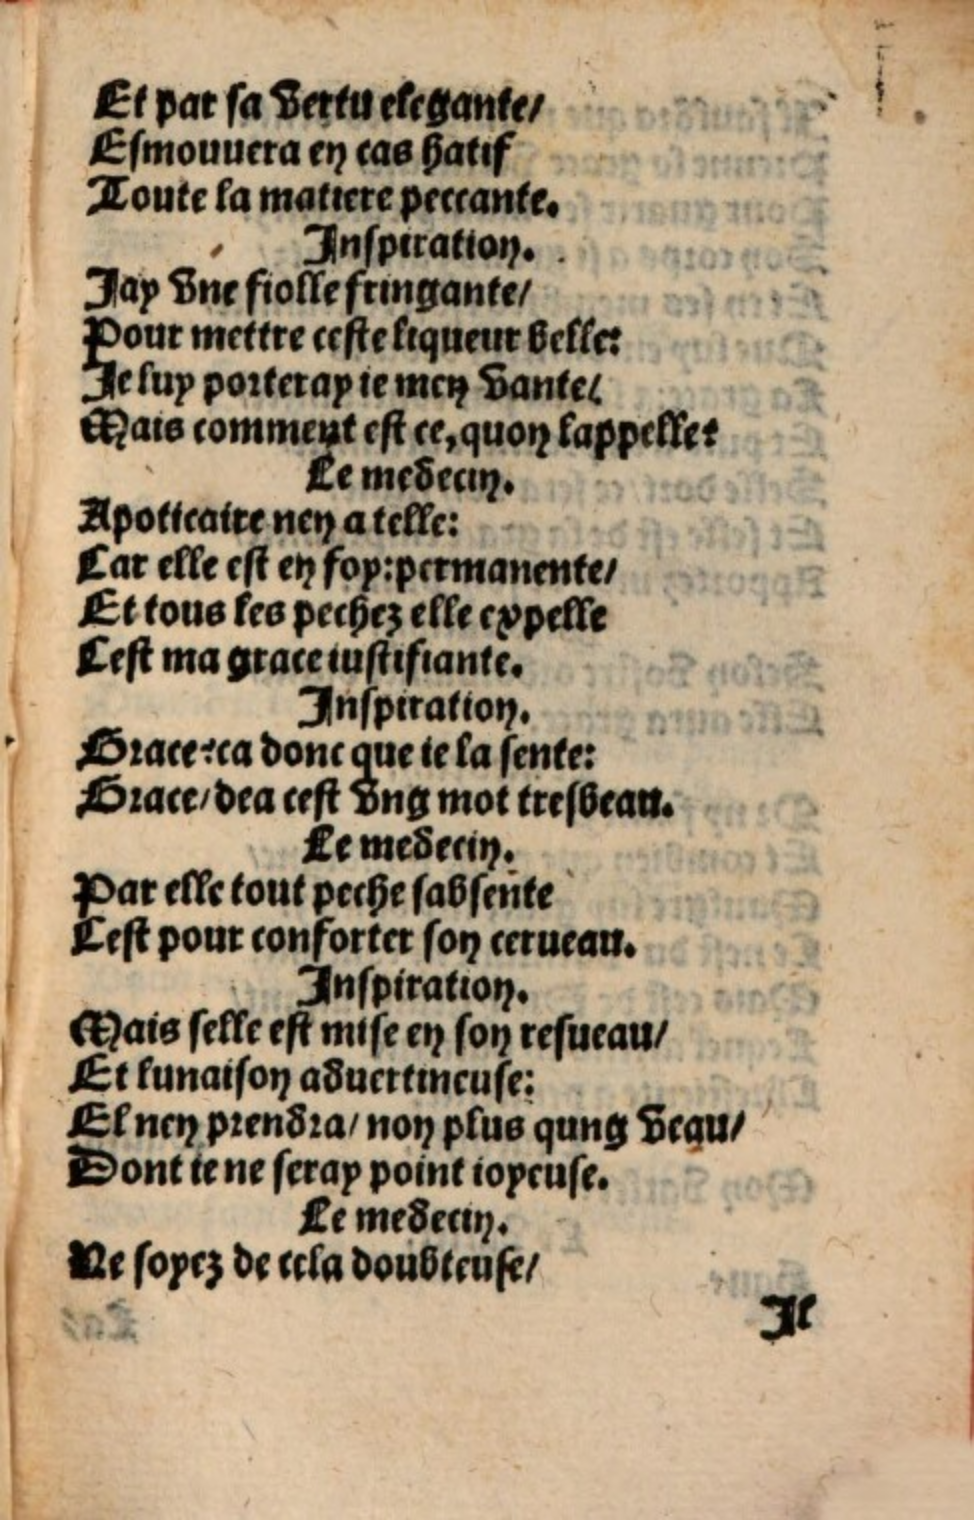 Et par sa vertu elegante/
Esmouuera en cas hatif
Toute la matiere peccante.
Inspiration.
Jay vne fiolle fringante/
Pour mettre ceste liqueur belle:
Je luy porteray ie men vante/
Mais comment est ce, quon lappelle?
Le medecin.
Apoticaire nen a telle:
Car elle est en foy: permanente/
Et tous les pechez elle expelle
Cest ma grace iustifiante.
Inspiration.
Grace? ca donc que ie la sente:
Grace/ dea cest vng mot tresbeau.
Le medecin.
Par elle tout peche sabsente
Cest pour conforter son cerueau.
Inspiration.
Mais selle est mise en son resueau/
Et lunaison aduertineuse:
El nen prendra/ non plus qung veau/
Dont ie ne seray point ioyeuse.
Le medecin.
Ne soyez de cela doubteuse/
Il